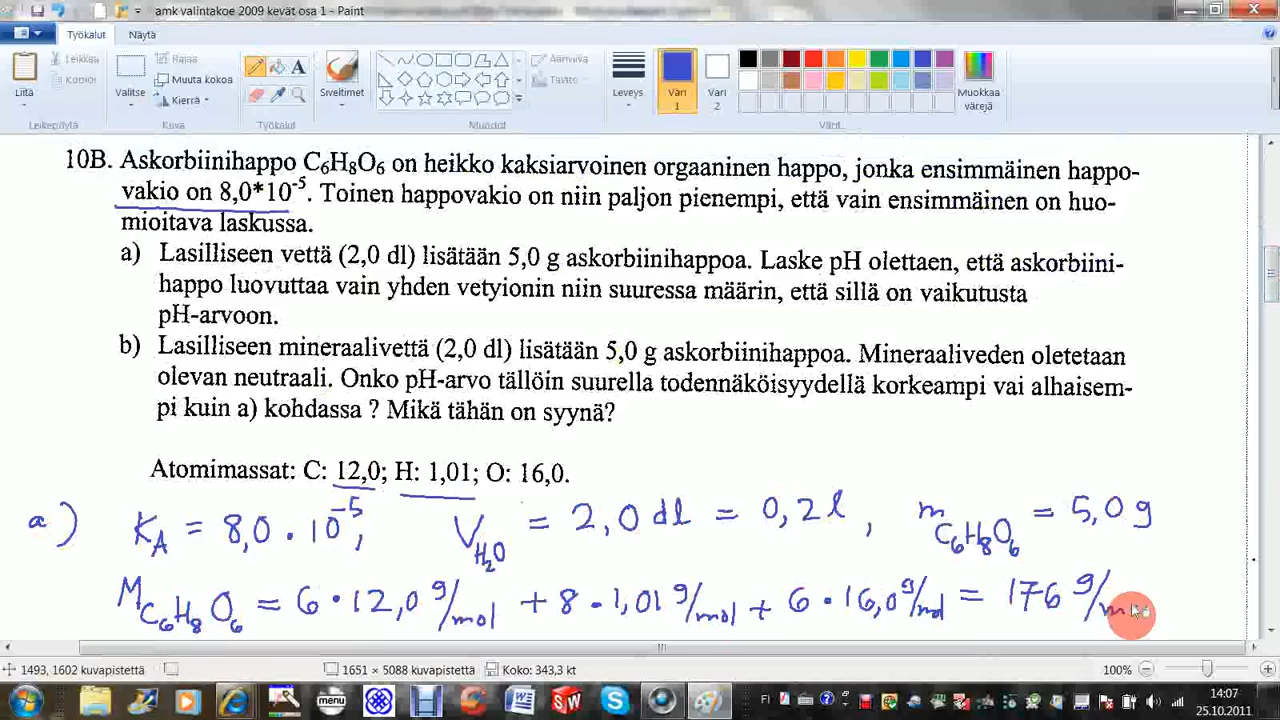 amk valintakoe 2009 kevät osa 1 - Paint
Työkalut Näytä
Leikkaa
Kopioi
Liitä
Leikepöytä
Valitse
Rajaa
Muuta kokoa
Kierrä
Kuva
Työkalut
Siveltimet
Ääriviiva
Täyttö
Muodot
Leveys
Väri 1
Väri 2
Muokkaa värejä
Värit
10B. Askorbiinihappo C6H8O6 on heikko kaksiarvoinen orgaaninen happo, jonka ensimmäinen happo-
vakio on 8,0*10-5. Toinen happovakio on niin paljon pienempi, että vain ensimmäinen on huo-
mioitava laskussa.
a) Lasilliseen vettä (2,0 dl) lisätään 5,0 g askorbiinihappoa. Laske pH olettaen, että askorbiini-
happo luovuttaa vain yhden vetyionin niin suuressa määrin, että sillä on vaikutusta
pH-arvoon.
b) Lasilliseen mineraalivettä (2,0 dl) lisätään 5,0 g askorbiinihappoa. Mineraaliveden oletetaan
olevan neutraali. Onko pH-arvo tällöin suurella todennäköisyydellä korkeampi vai alhaisem-
pi kuin a) kohdassa ? Mikä tähän on syynä?
Atomimassat: C: 12,0; H: 1,01; O: 16,0.
a) KA = 8,0 · 10-5, VH2O = 2,0 dl = 0,2 l, mC6H8O6 = 5,0 g
MC6H8O6 = 6 · 12,0 g/mol + 8 · 1,01 g/mol + 6 · 16,0 g/mol = 176 g/m
1493, 1602 kuvapistettä 1651 × 5088 kuvapistettä Koko: 343,3 kt 100%
menu
FI
14:07
25.10.2011